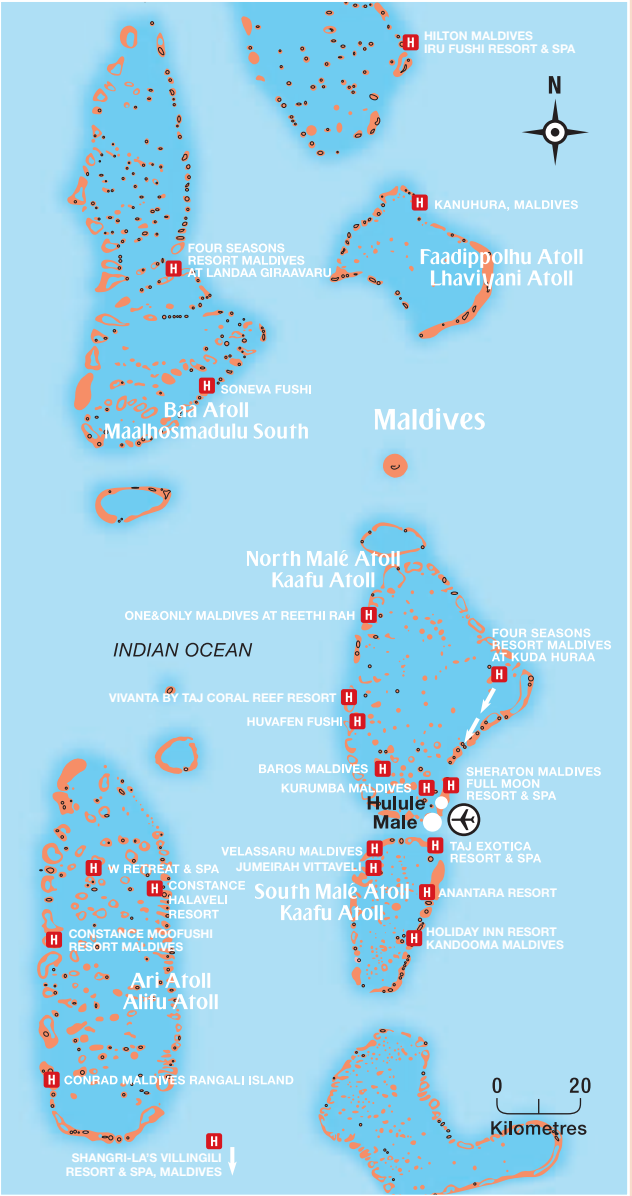 HILTON MALDIVES
IRU FUSHI RESORT & SPA
N
H
H
KANUHURA, MALDIVES
FOUR SEASONS
RESORT MALDIVES
AT LANDAA GIRAAVARU
H
Faadippolhu Atoll
Lhaviyani Atoll
H
SONEVA FUSHI
Baa Atoll
Maalhosmadulu South
Maldives
North Malé Atoll
Kaafu Atoll
ONE&ONLY MALDIVES AT REETHI RAH
H
INDIAN OCEAN
FOUR SEASONS
RESORT MALDIVES
AT KUDA HURAA
H
VIVANTA BY TAJ CORAL REEF RESORT
H
HUVAFEN FUSHI
H
BAROS MALDIVES
H
KURUMBA MALDIVES
H
H
SHERATON MALDIVES
FULL MOON
RESORT & SPA
Hulule
Male
VELASSARU MALDIVES
H
H
TAJ EXOTICA
RESORT & SPA
JUMEIRAH VITTAVELI
H
H
W RETREAT & SPA
H
CONSTANCE
HALAVELI
RESORT
South Malé Atoll
Kaafu Atoll
H
ANANTARA RESORT
H
CONSTANCE MOOFUSHI
RESORT MALDIVES
H
HOLIDAY INN RESORT
KANDOOMA MALDIVES
Ari Atoll
Alifu Atoll
H
CONRAD MALDIVES RANGALI ISLAND
0 20
Kilometres
H
SHANGRI-LA'S VILLINGILI
RESORT & SPA, MALDIVES